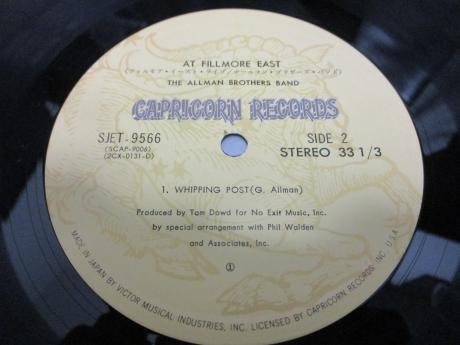 AT FILLMORE EAST
(フィルモア・イースト・ライブ/オールマン・ブラザーズ・バンド)
THE ALLMAN BROTHERS BAND
CAPRICORN RECORDS
SJET-9566
(SCAP-9006)
(2CX-0131-D)
SIDE 2
STEREO 33 1/3
1. WHIPPING POST(G. Allman)
Produced by Tom Dowd for No Exit Music, Inc.
by special arrangement with Phil Walden
and Associates, Inc.
①
MADE IN JAPAN BY VICTOR MUSICAL INDUSTRIES, INC. LICENSED BY CAPRICORN RECORDS INC. U.S.A.